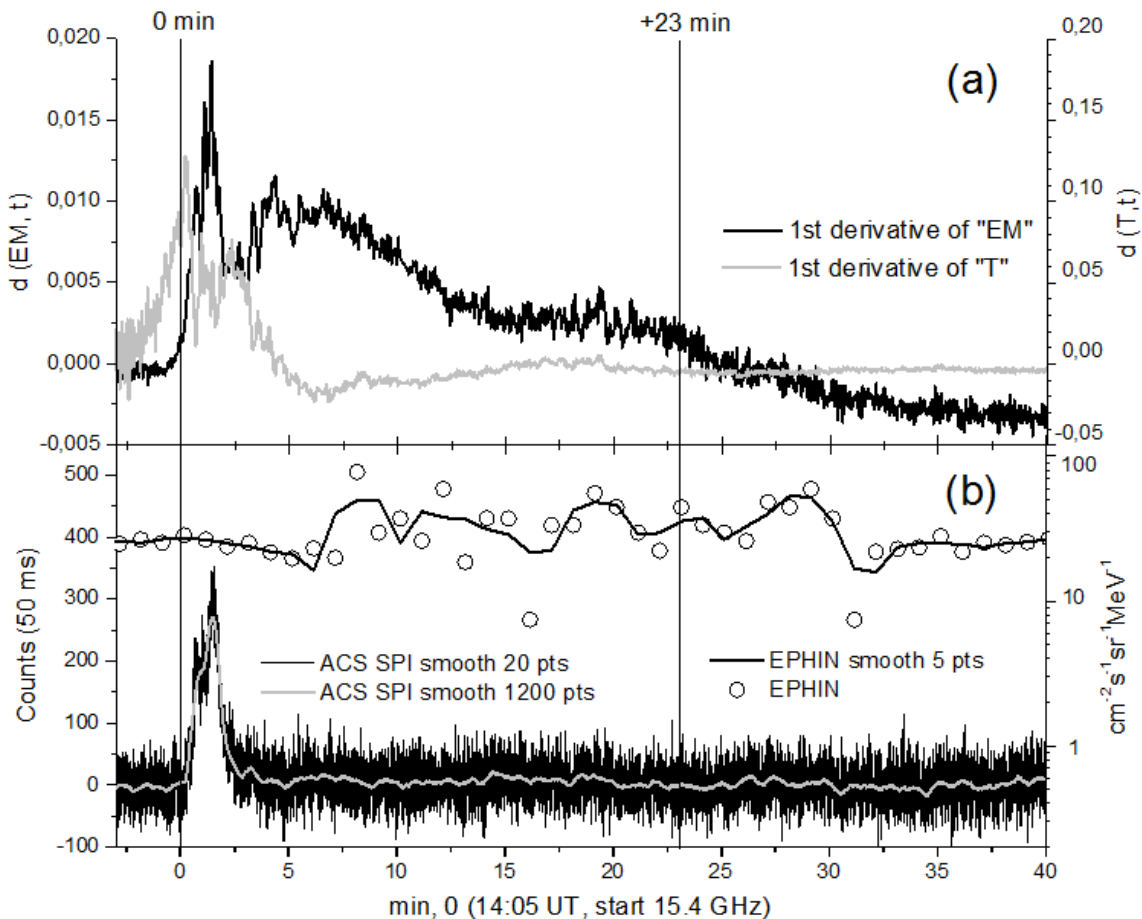 0 min
+23 min
0,020
0,015
0,010
0,005
0,000
-0,005
d (EM, t)
(a)
1st derivative of "EM"
1st derivative of "T"
0,20
0,15
0,10
0,05
0,00
-0,05
d (T,t)
500
400
300
200
100
0
-100
Counts (50 ms)
(b)
ACS SPI smooth 20 pts
ACS SPI smooth 1200 pts
EPHIN smooth 5 pts
EPHIN
100
10
1
cm⁻²s⁻¹sr⁻¹MeV⁻¹
0 5 10 15 20 25 30 35 40
min, 0 (14:05 UT, start 15.4 GHz)